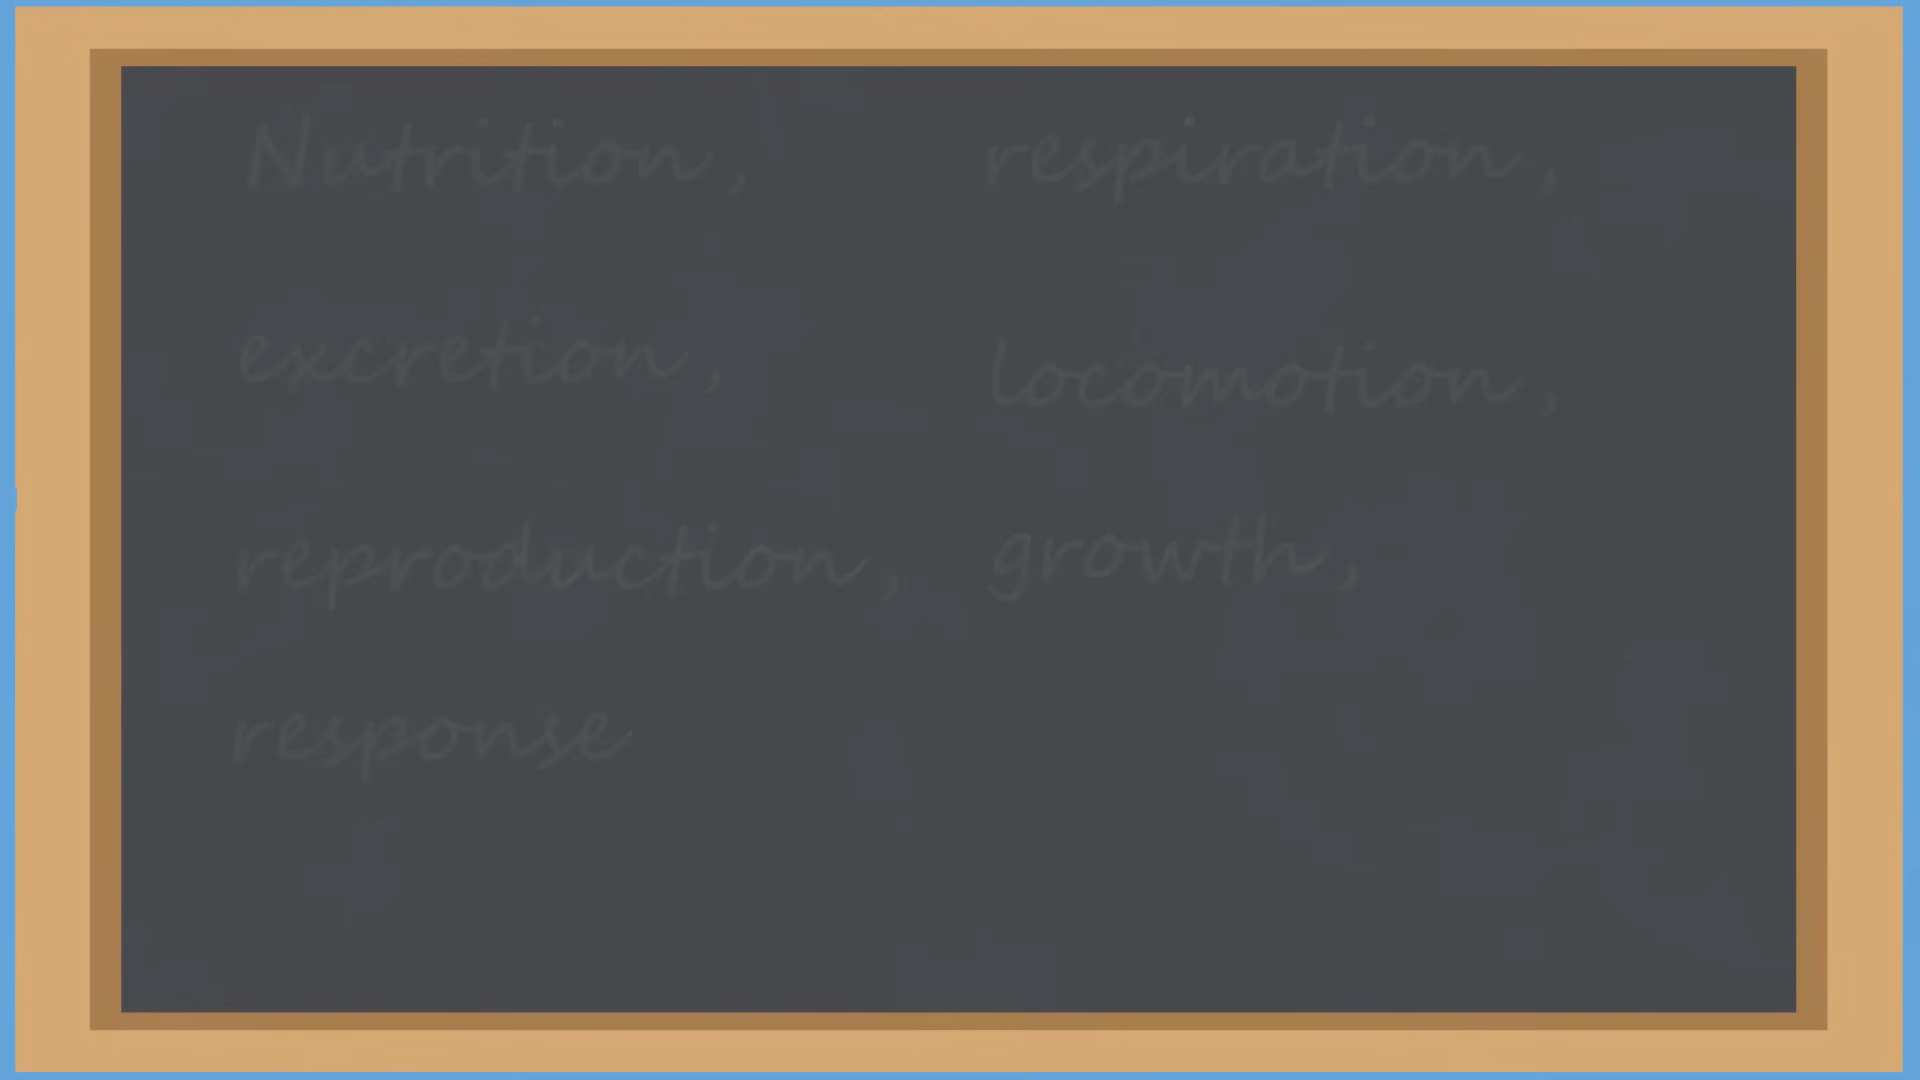 Nutrition, respiration,
excretion, locomotion,
reproduction, growth,
response